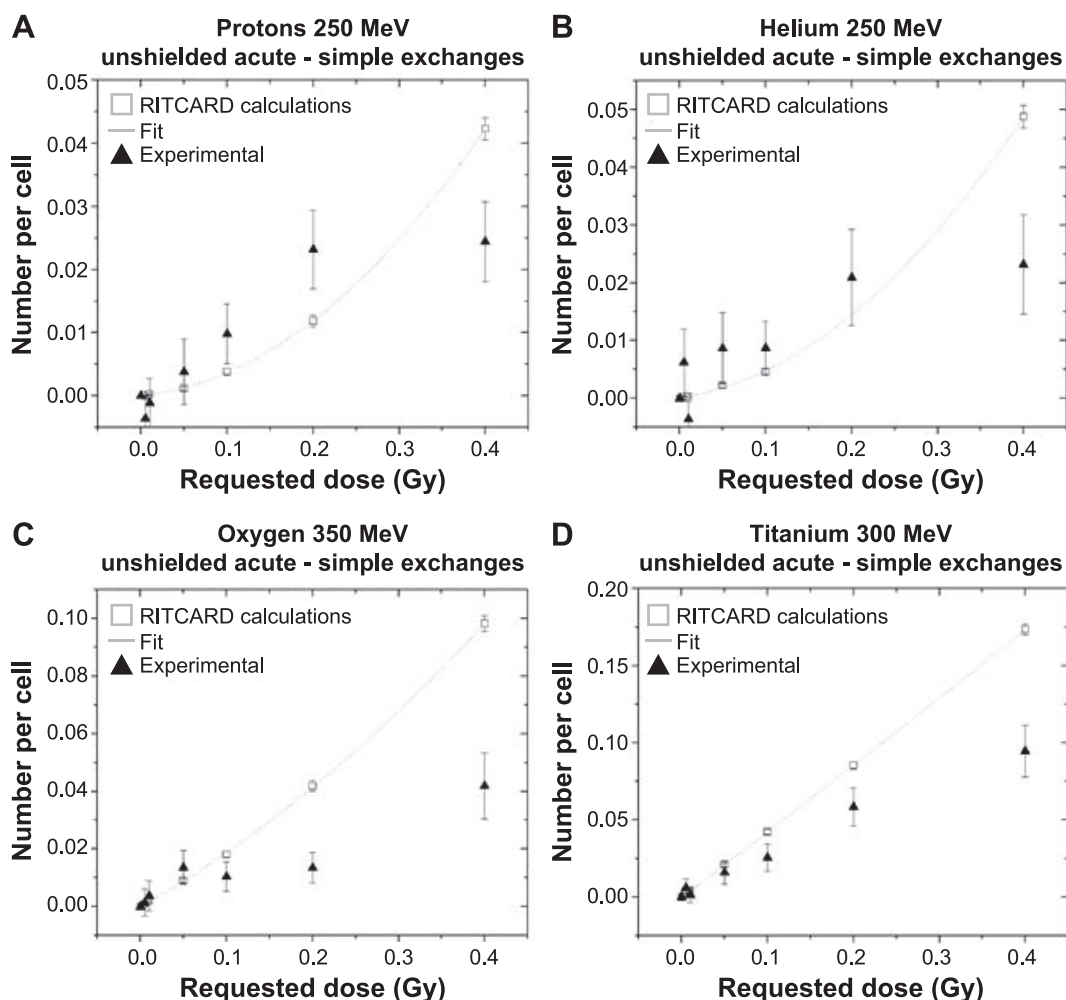 A
Protons 250 MeV
unshielded acute - simple exchanges
0.05
0.04
0.03
0.02
0.01
0.00
Number per cell
RITCARD calculations
Fit
Experimental
0.0 0.1 0.2 0.3 0.4
Requested dose (Gy)
B
Helium 250 MeV
unshielded acute - simple exchanges
0.05
0.04
0.03
0.02
0.01
0.00
Number per cell
RITCARD calculations
Fit
Experimental
0.0 0.1 0.2 0.3 0.4
Requested dose (Gy)
C
Oxygen 350 MeV
unshielded acute - simple exchanges
0.10
0.08
0.06
0.04
0.02
0.00
Number per cell
RITCARD calculations
Fit
Experimental
0.0 0.1 0.2 0.3 0.4
Requested dose (Gy)
D
Titanium 300 MeV
unshielded acute - simple exchanges
0.20
0.15
0.10
0.05
0.00
Number per cell
RITCARD calculations
Fit
Experimental
0.0 0.1 0.2 0.3 0.4
Requested dose (Gy)